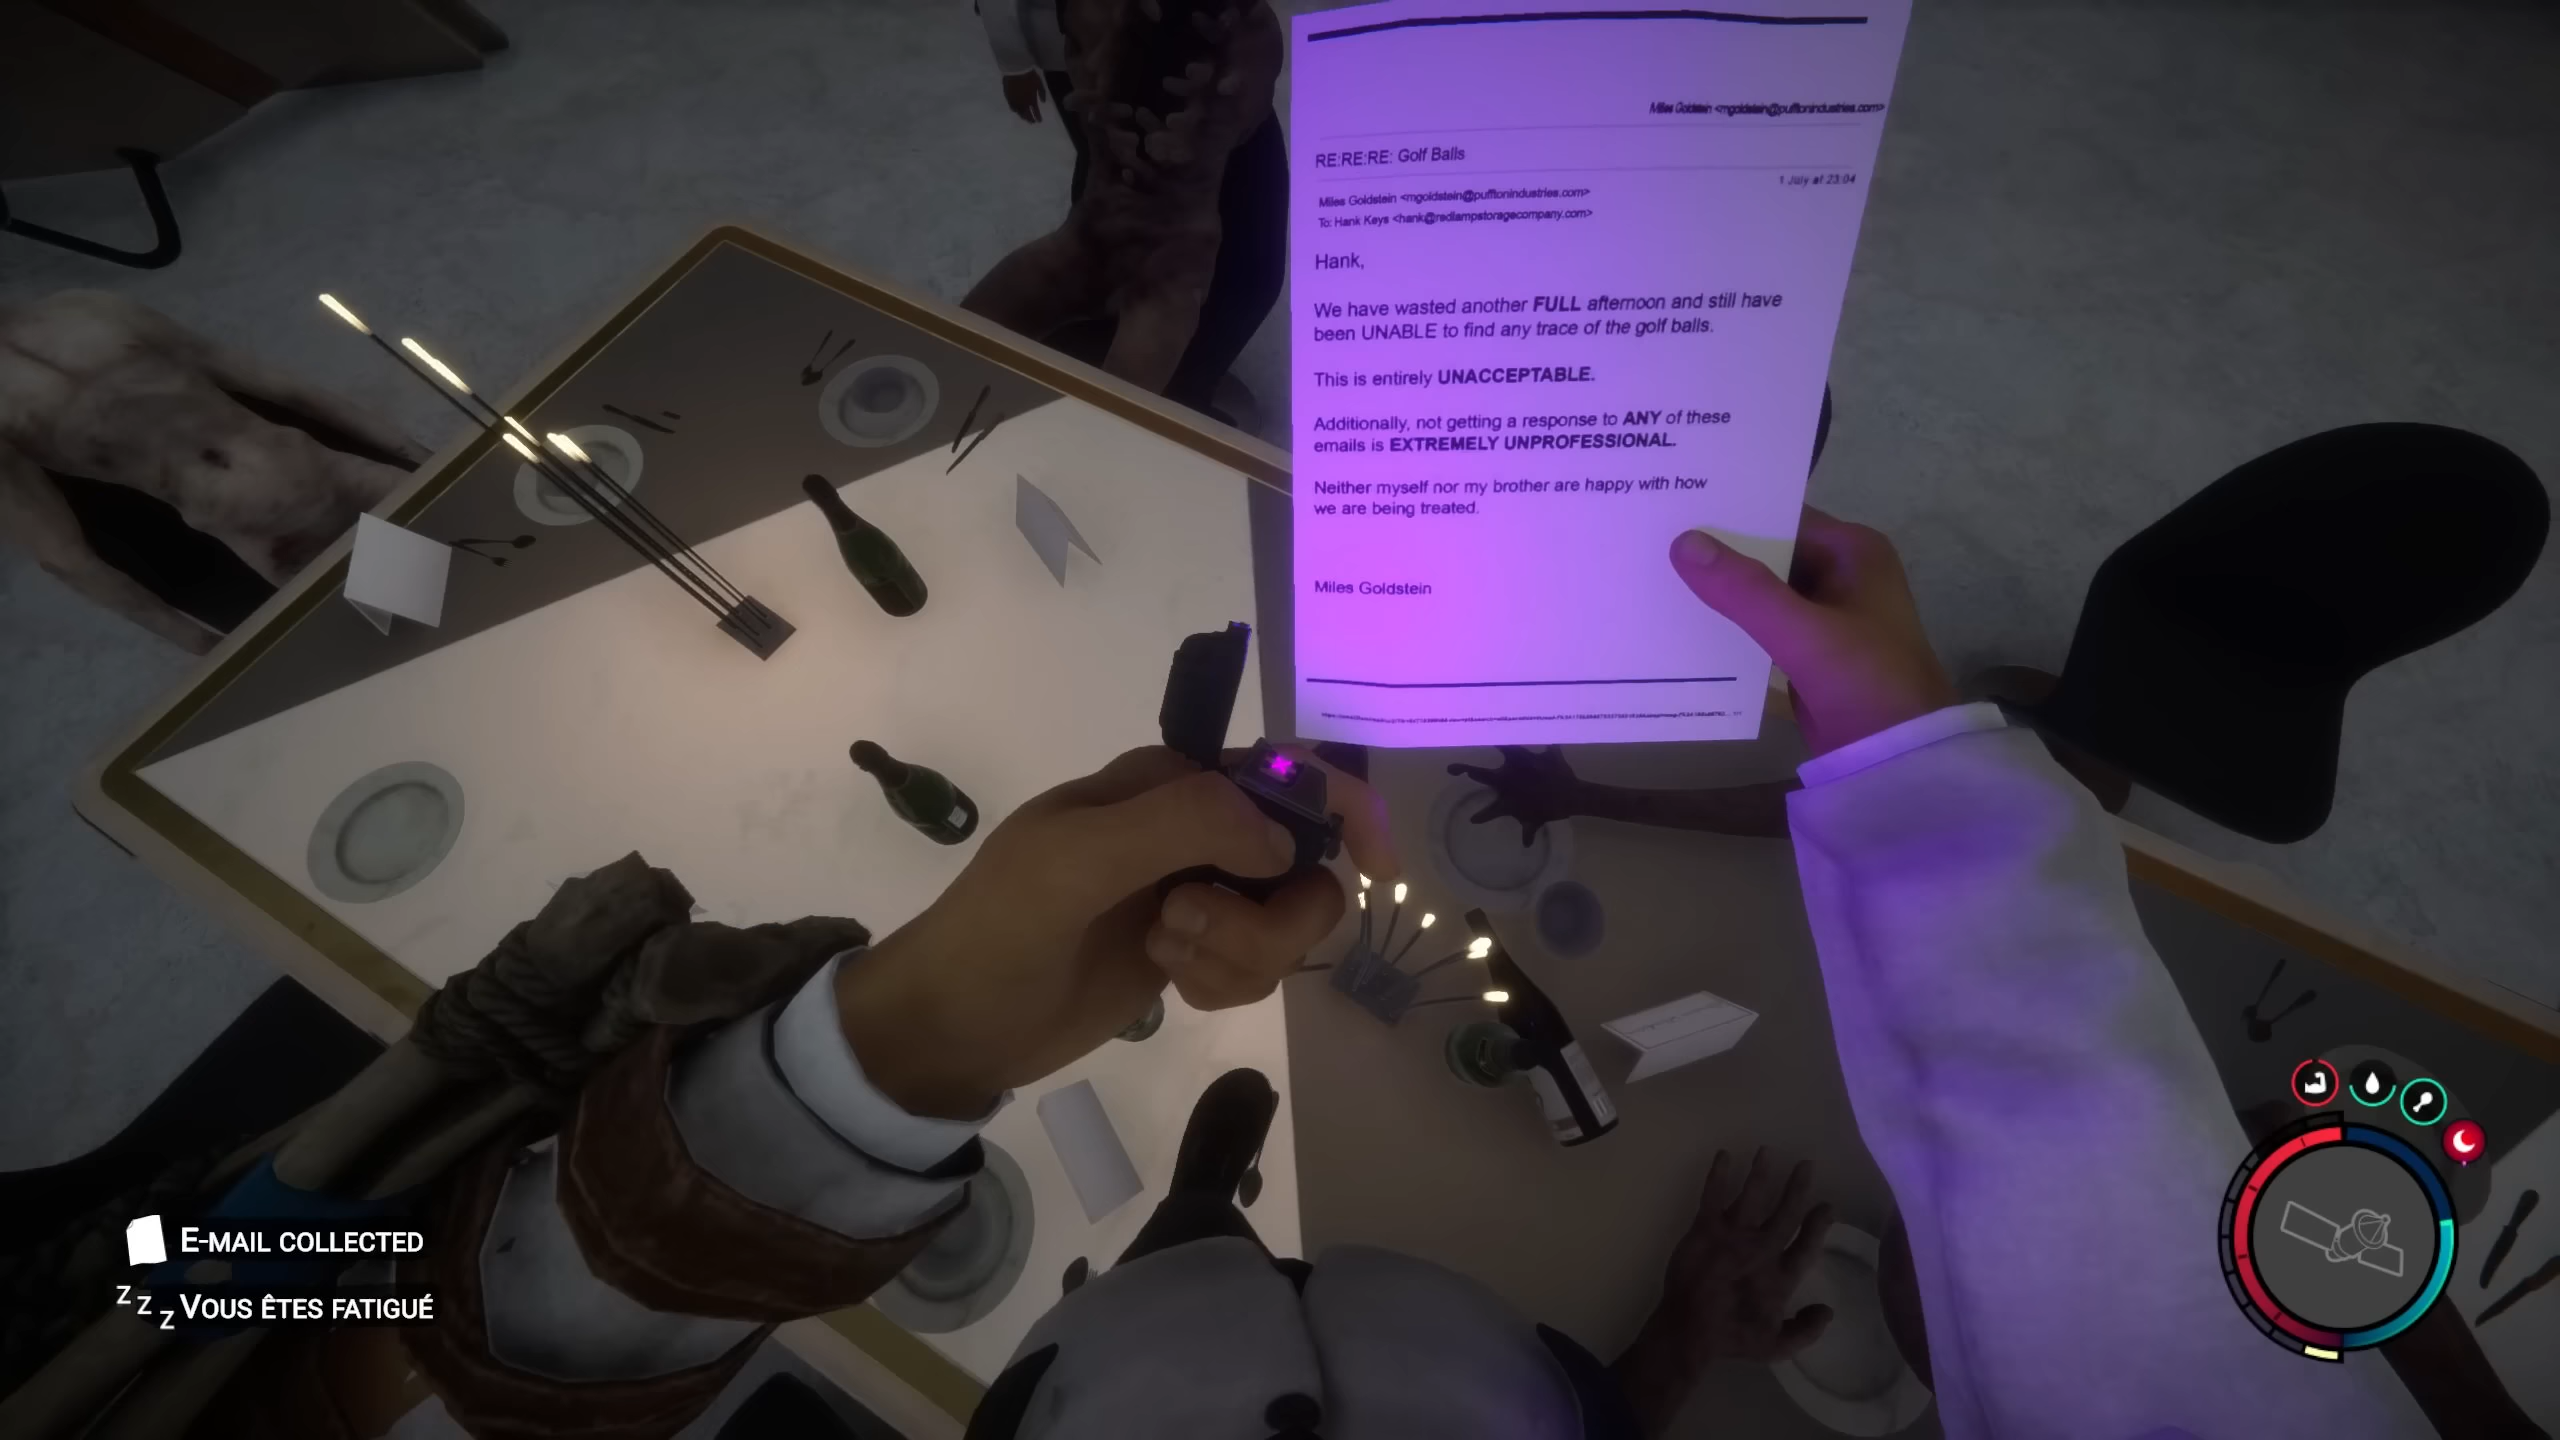 Miles Goldstein <mgoldstein@pufftonindustries.com>
RE:RE:RE: Golf Balls
1 July at 23:04
Miles Goldstein <mgoldstein@pufftonindustries.com>
To: Hank Keys <hank@redlampstoragecompany.com>
Hank,
We have wasted another FULL afternoon and still have
been UNABLE to find any trace of the golf balls.
This is entirely UNACCEPTABLE.
Additionally, not getting a response to ANY of these
emails is EXTREMELY UNPROFESSIONAL.
Neither myself nor my brother are happy with how
we are being treated.
Miles Goldstein
E-MAIL COLLECTED
Z Z Z VOUS ÊTES FATIGUÉ